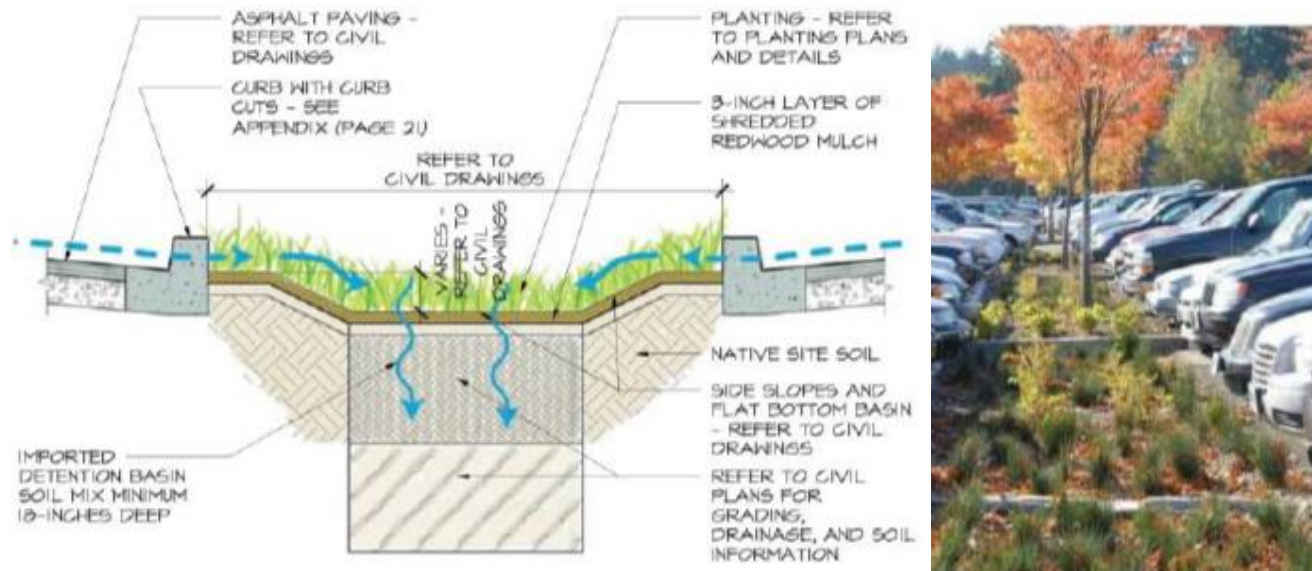 ASPHALT PAVING -
REFER TO CIVIL
DRAWINGS
CURB WITH CURB
CUTS - SEE
APPENDIX (PAGE 21)
REFER TO
CIVIL DRAWINGS
VARIES -
REFER TO
CIVIL
DRAWINGS
PLANTING - REFER
TO PLANTING PLANS
AND DETAILS
3-INCH LAYER OF
SHREDDED
REDWOOD MULCH
NATIVE SITE SOIL
SIDE SLOPES AND
FLAT BOTTOM BASIN
- REFER TO CIVIL
DRAWINGS
REFER TO CIVIL
PLANS FOR
GRADING,
DRAINAGE, AND SOIL
INFORMATION
IMPORTED
DETENTION BASIN
SOIL MIX MINIMUM
18-INCHES DEEP